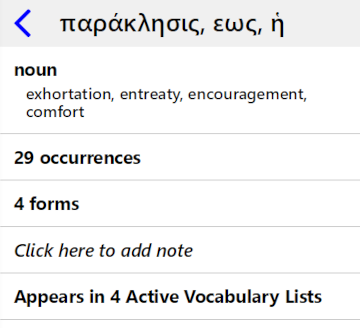 παράκλησις, εως, ἡ
noun
exhortation, entreaty, encouragement,
comfort
29 occurrences
4 forms
Click here to add note
Appears in 4 Active Vocabulary Lists